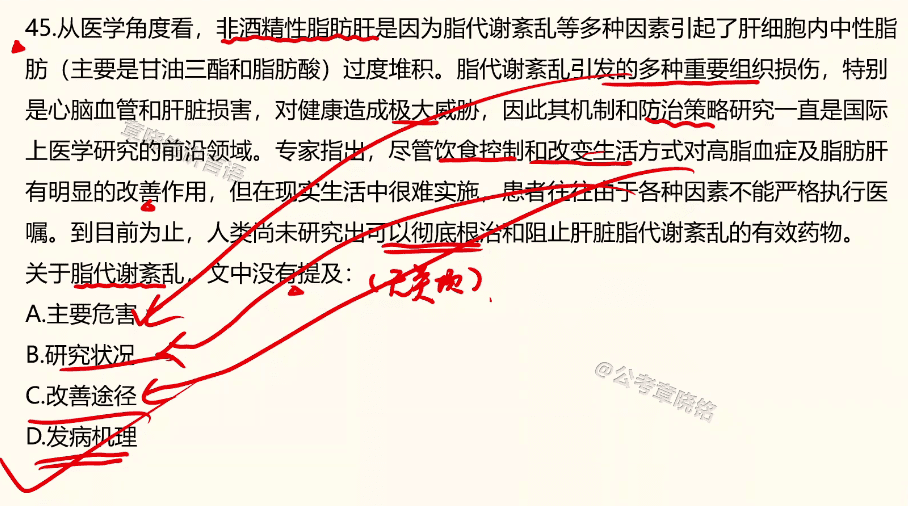 45.从医学角度看，非酒精性脂肪肝是因为脂代谢紊乱等多种因素引起了肝细胞内中性脂
肪（主要是甘油三酯和脂肪酸）过度堆积。脂代谢紊乱引发的多种重要组织损伤，特别
是心脑血管和肝脏损害，对健康造成极大威胁，因此其机制和防治策略研究一直是国际
上医学研究的前沿领域。专家指出，尽管饮食控制和改变生活方式对高脂血症及脂肪肝
有明显的改善作用，但在现实生活中很难实施，患者往往由于各种因素不能严格执行医
嘱。到目前为止，人类尚未研究出可以彻底根治和阻止肝脏脂代谢紊乱的有效药物。
关于脂代谢紊乱，文中没有提及：（无关项）
A.主要危害
B.研究状况
C.改善途径
D.发病机理
@公考章晓铭